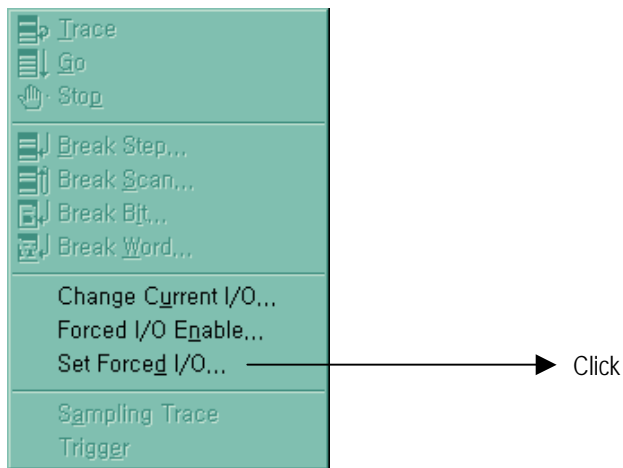 Trace
Go
Stop
Break Step...
Break Scan...
Break Bit...
Break Word...
Change Current I/O...
Forced I/O Enable...
Set Forced I/O...
Click
Sampling Trace
Trigger